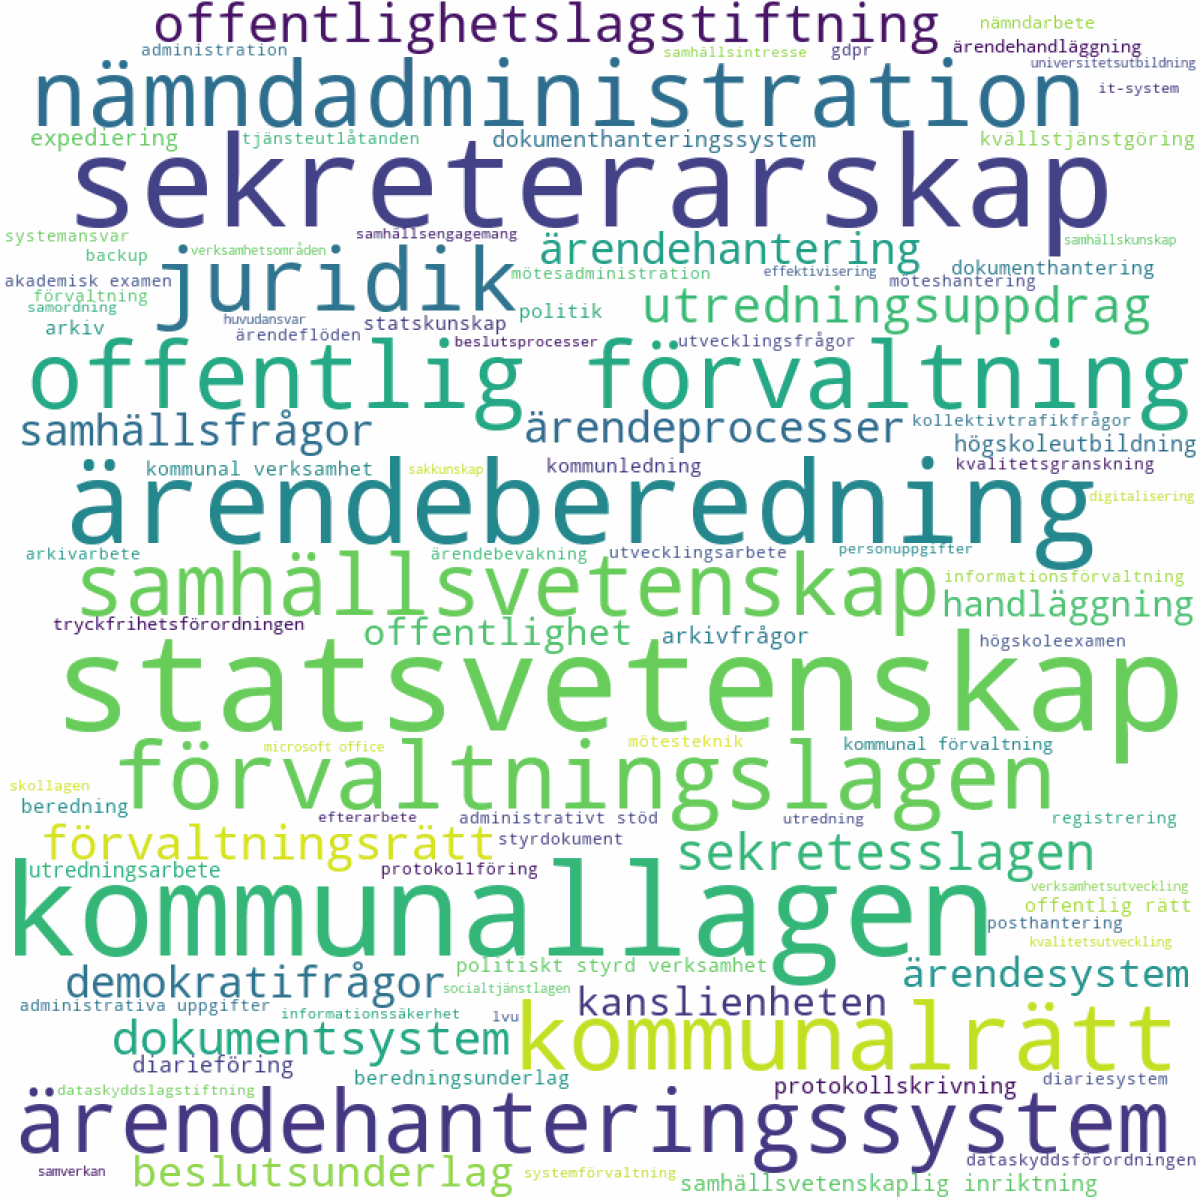 offentlighetslagstiftning
nämndarbete
administration
samhällsintresse
gdpr
ärendehandläggning
universitetsutbildning
nämndadministration
it-system
expediering
tjänsteutlåtanden
dokumenthanteringssystem
kvällstjänstgöring
sekreterarskap
systemansvar
verksamhetsområden
samhällsengagemang
ärendehantering
samhällskunskap
backup
juridik
mötesadministration
effektivisering
dokumenthantering
akademisk examen
möteshantering
förvaltning
samordning
utredningsuppdrag
arkiv
huvudansvar
ärendeflöden
statskunskap
politik
beslutsprocesser
utvecklingsfrågor
offentlig förvaltning
samhällsfrågor
ärendeprocesser
kollektivtrafikfrågor
högskoleutbildning
kommunal verksamhet
sakkunskap
kommunledning
kvalitetsgranskning
ärendeberedning
digitalisering
arkivarbete
ärendebevakning
utvecklingsarbete
personuppgifter
samhällsvetenskap
informationsförvaltning
handläggning
tryckfrihetsförordningen
offentlighet
arkivfrågor
högskoleexamen
statsvetenskap
microsoft office
mötesteknik
kommunal förvaltning
förvaltningslagen
skollagen
beredning
efterarbete
administrativt stöd
utredning
registrering
förvaltningsrätt
styrdokument
sekretesslagen
utredningsarbete
protokollföring
kommunallagen
verksamhetsutveckling
offentlig rätt
posthantering
kvalitetsutveckling
demokratifrågor
politiskt styrd verksamhet
ärendesystem
socialtjänstlagen
kanslienheten
administrativa uppgifter
informationssäkerhet
lvu
kommunalrätt
dokumentsystem
diarieföring
beredningsunderlag
protokollskrivning
diariesystem
dataskyddslagstiftning
ärendehanteringssystem
dataskyddsförordningen
samverkan
beslutsunderlag
systemförvaltning
samhällsvetenskaplig inriktning